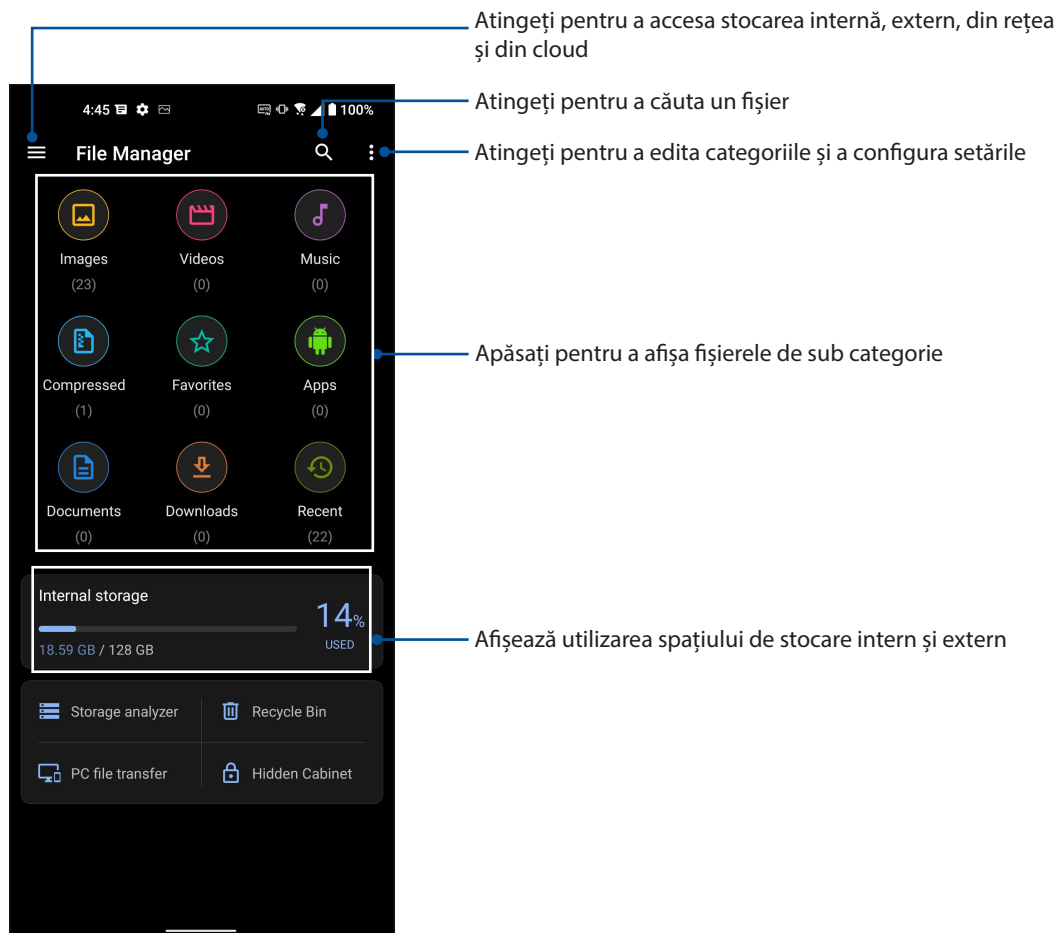 Atingeți pentru a accesa stocarea internă, extern, din rețea
și din cloud
4:45
100%
Atingeți pentru a căuta un fișier
File Manager
Atingeți pentru a edita categoriile și a configura setările
Images
Videos
Music
(23)
(0)
(0)
Apăsați pentru a afișa fișierele de sub categorie
Compressed
Favorites
Apps
(1)
(0)
(0)
Documents
Downloads
Recent
(0)
(0)
(22)
Internal storage
14%
USED
18.59 GB / 128 GB
Afișează utilizarea spațiului de stocare intern și extern
Storage analyzer
Recycle Bin
PC file transfer
Hidden Cabinet